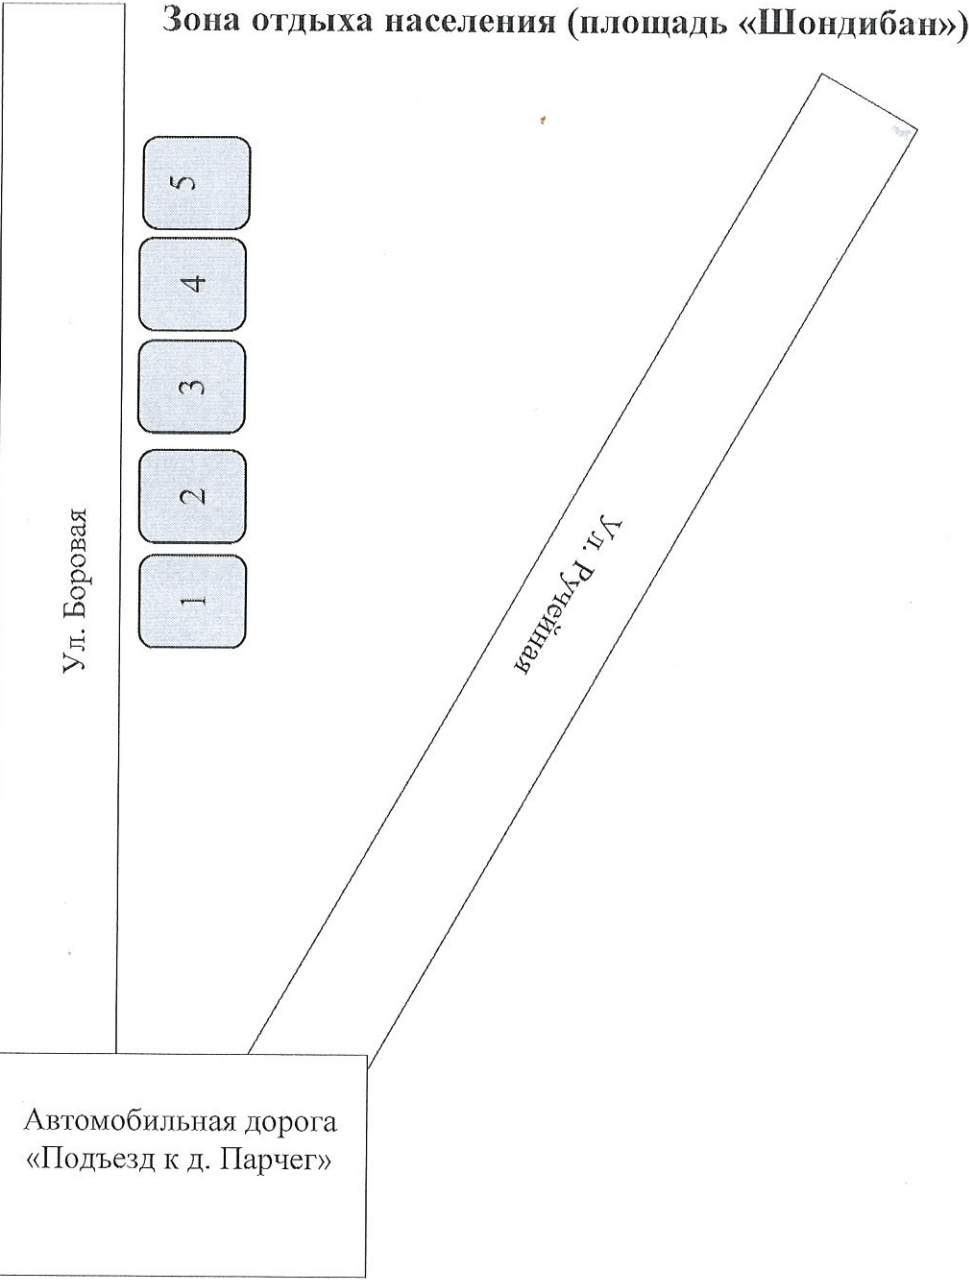 Зона отдыха населения (площадь «Шондибан»)
5
4
3
2
1
Ул. Боровая
Ул. Ручейная
Автомобильная дорога
«Подъезд к д. Парчег»